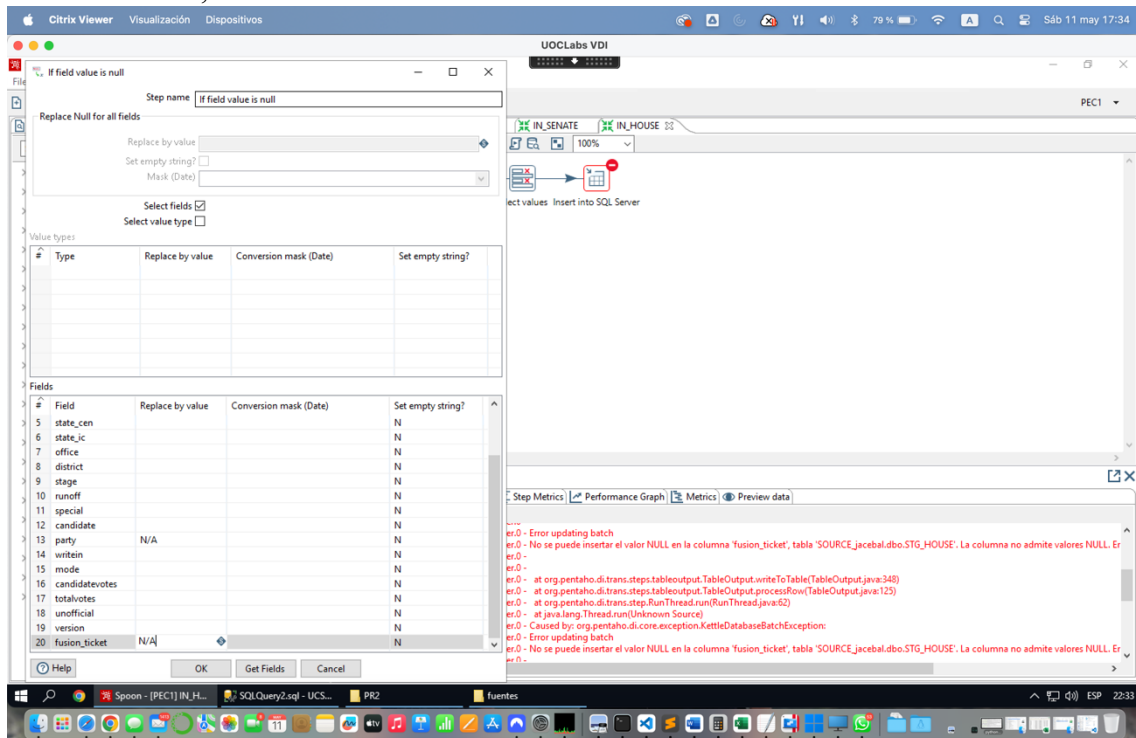 Citrix Viewer Visualización Dispositivos 79 % A Sáb 11 may 17:34
UOCLabs VDI
If field value is null
File
Step name If field value is null
PEC1
Replace Null for all fields
IN_SENATE IN_HOUSE
Replace by value
100%
Set empty string?
Mask (Date)
ect values Insert into SQL Server
Select fields
Select value type
Value types
# Type Replace by value Conversion mask (Date) Set empty string?
Fields
# Field Replace by value Conversion mask (Date) Set empty string?
5 state_cen N
6 state_ic N
7 office N
8 district N
9 stage N
10 runoff N
11 special N
12 candidate N
13 party N/A N
14 writein N
15 mode N
16 candidatevotes N
17 totalvotes N
18 unofficial N
19 version N
20 fusion_ticket N/A N
Step Metrics Performance Graph Metrics Preview data
er.0 - Error updating batch
er.0 - No se puede insertar el valor NULL en la columna 'fusion_ticket', tabla 'SOURCE_jacebal.dbo.STG_HOUSE'. La columna no admite valores NULL. Er
er.0 -
er.0 -
er.0 - at org.pentaho.di.trans.steps.tableoutput.TableOutput.writeToTable(TableOutput.java:348)
er.0 - at org.pentaho.di.trans.steps.tableoutput.TableOutput.processRow(TableOutput.java:125)
er.0 - at org.pentaho.di.trans.step.RunThread.run(RunThread.java:62)
er.0 - at java.lang.Thread.run(Unknown Source)
er.0 - Caused by: org.pentaho.di.core.exception.KettleDatabaseBatchException:
er.0 - Error updating batch
er.0 - No se puede insertar el valor NULL en la columna 'fusion_ticket', tabla 'SOURCE_jacebal.dbo.STG_HOUSE'. La columna no admite valores NULL. Er
er.0 -
Help OK Get Fields Cancel
Spoon - [PEC1] IN_H... SQLQuery2.sql - UCS... PR2 fuentes ESP 22:33